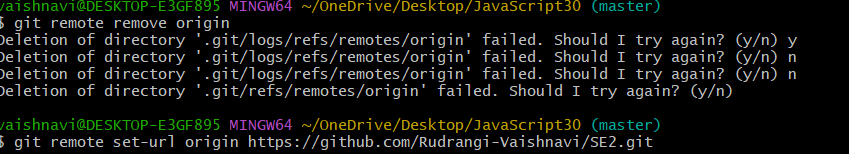 vaishnavi@DESKTOP-E3GF895 MINGW64 ~/OneDrive/Desktop/JavaScript30 (master)
$ git remote remove origin
Deletion of directory '.git/logs/refs/remotes/origin' failed. Should I try again? (y/n) y
Deletion of directory '.git/logs/refs/remotes/origin' failed. Should I try again? (y/n) n
Deletion of directory '.git/logs/refs/remotes/origin' failed. Should I try again? (y/n) n
Deletion of directory '.git/refs/remotes/origin' failed. Should I try again? (y/n)
vaishnavi@DESKTOP-E3GF895 MINGW64 ~/OneDrive/Desktop/JavaScript30 (master)
$ git remote set-url origin https://github.com/Rudrangi-Vaishnavi/SE2.git